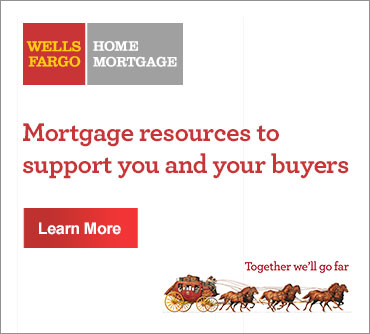 WELLS FARGO
HOME MORTGAGE
Mortgage resources to
support you and your buyers
Learn More
Together we'll go far